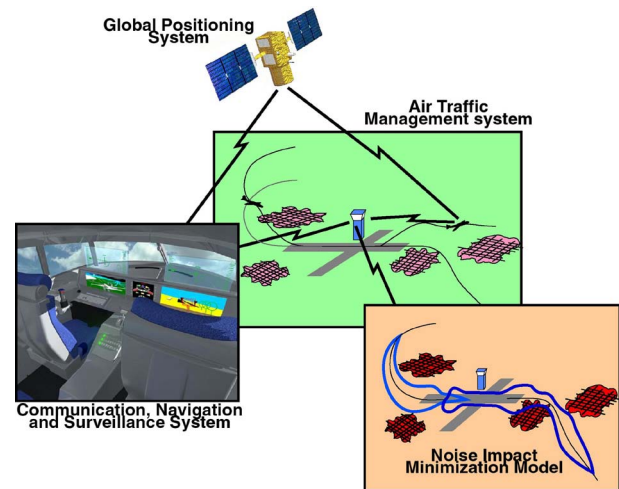 Global Positioning
System
Air Traffic
Management system
Communication, Navigation
and Surveillance System
Noise Impact
Minimization Model